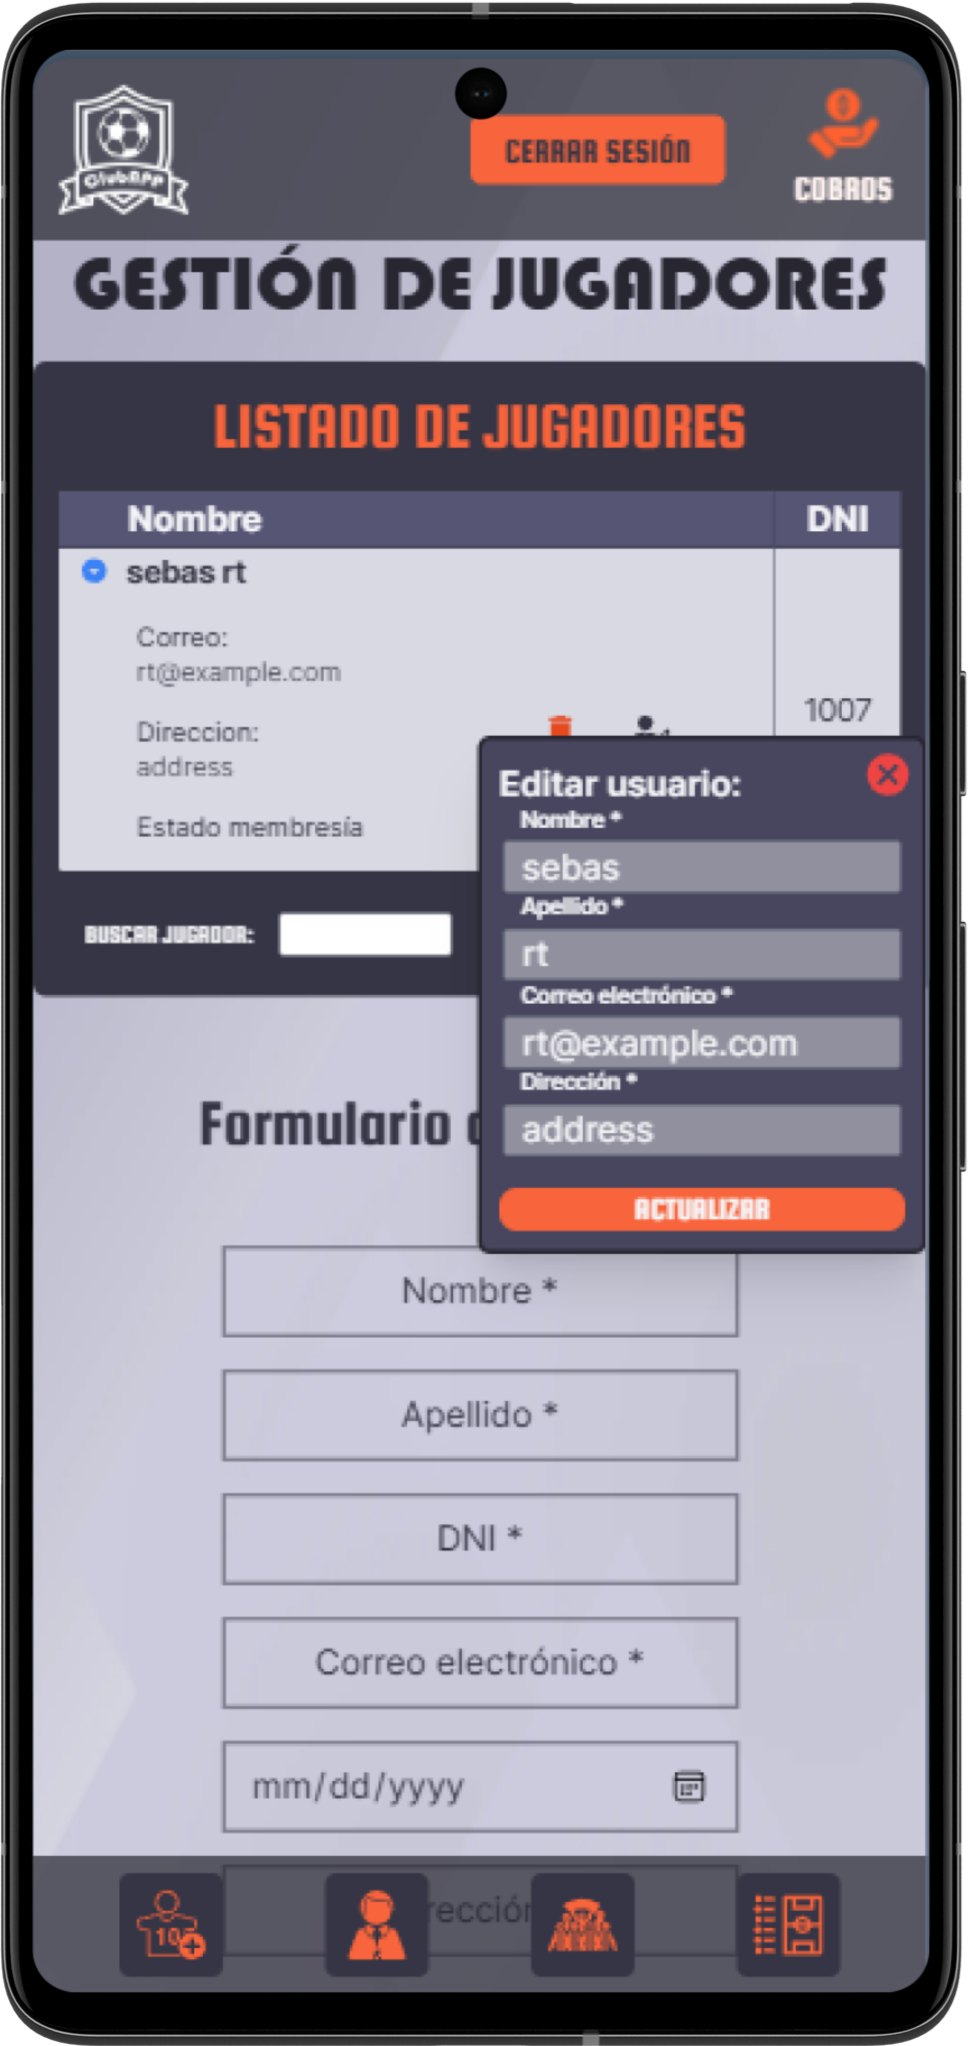 ClubAPP
CERRAR SESIÓN
COBROS
GESTIÓN DE JUGADORES
LISTADO DE JUGADORES
Nombre
DNI
sebas rt
Correo:
rt@example.com
1007
Direccion:
address
Estado membresía
BUSCAR JUGADOR:
Editar usuario:
Nombre *
sebas
Apellido *
rt
Correo electrónico *
rt@example.com
Dirección *
address
ACTUALIZAR
Formulario
Nombre *
Apellido *
DNI *
Correo electrónico *
mm/dd/yyyy
10